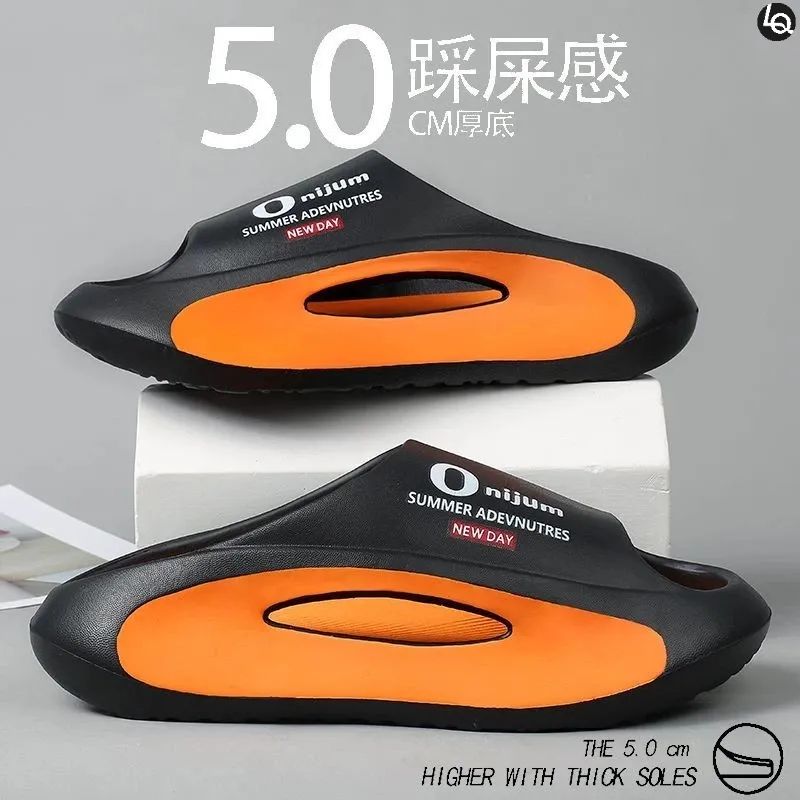 LQ
5.0 踩屎感
CM厚底
Onijum
SUMMER ADEVNUTRES
NEW DAY
Onijum
SUMMER ADEVNUTRES
NEW DAY
THE 5.0 cm
HIGHER WITH THICK SOLES